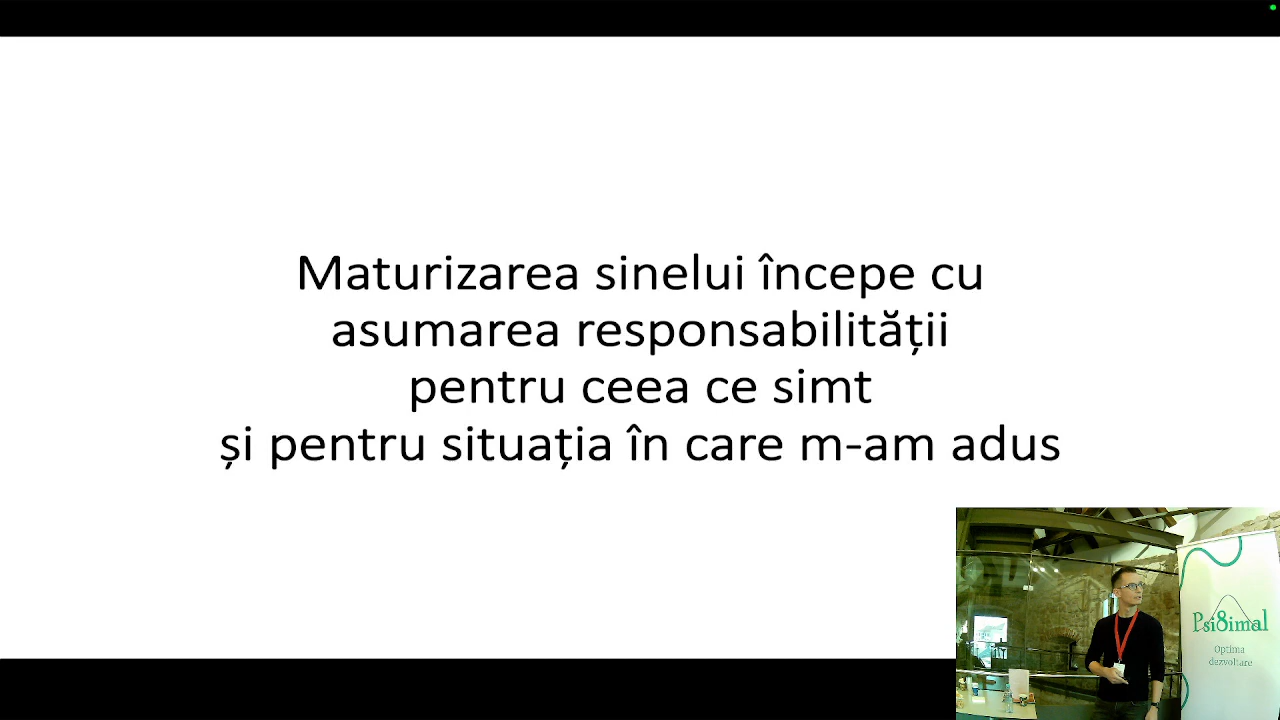 Maturizarea sinelui începe cu
asumarea responsabilității
pentru ceea ce simt
și pentru situația în care m-am adus
Psi8imal
Optima
dezvoltare